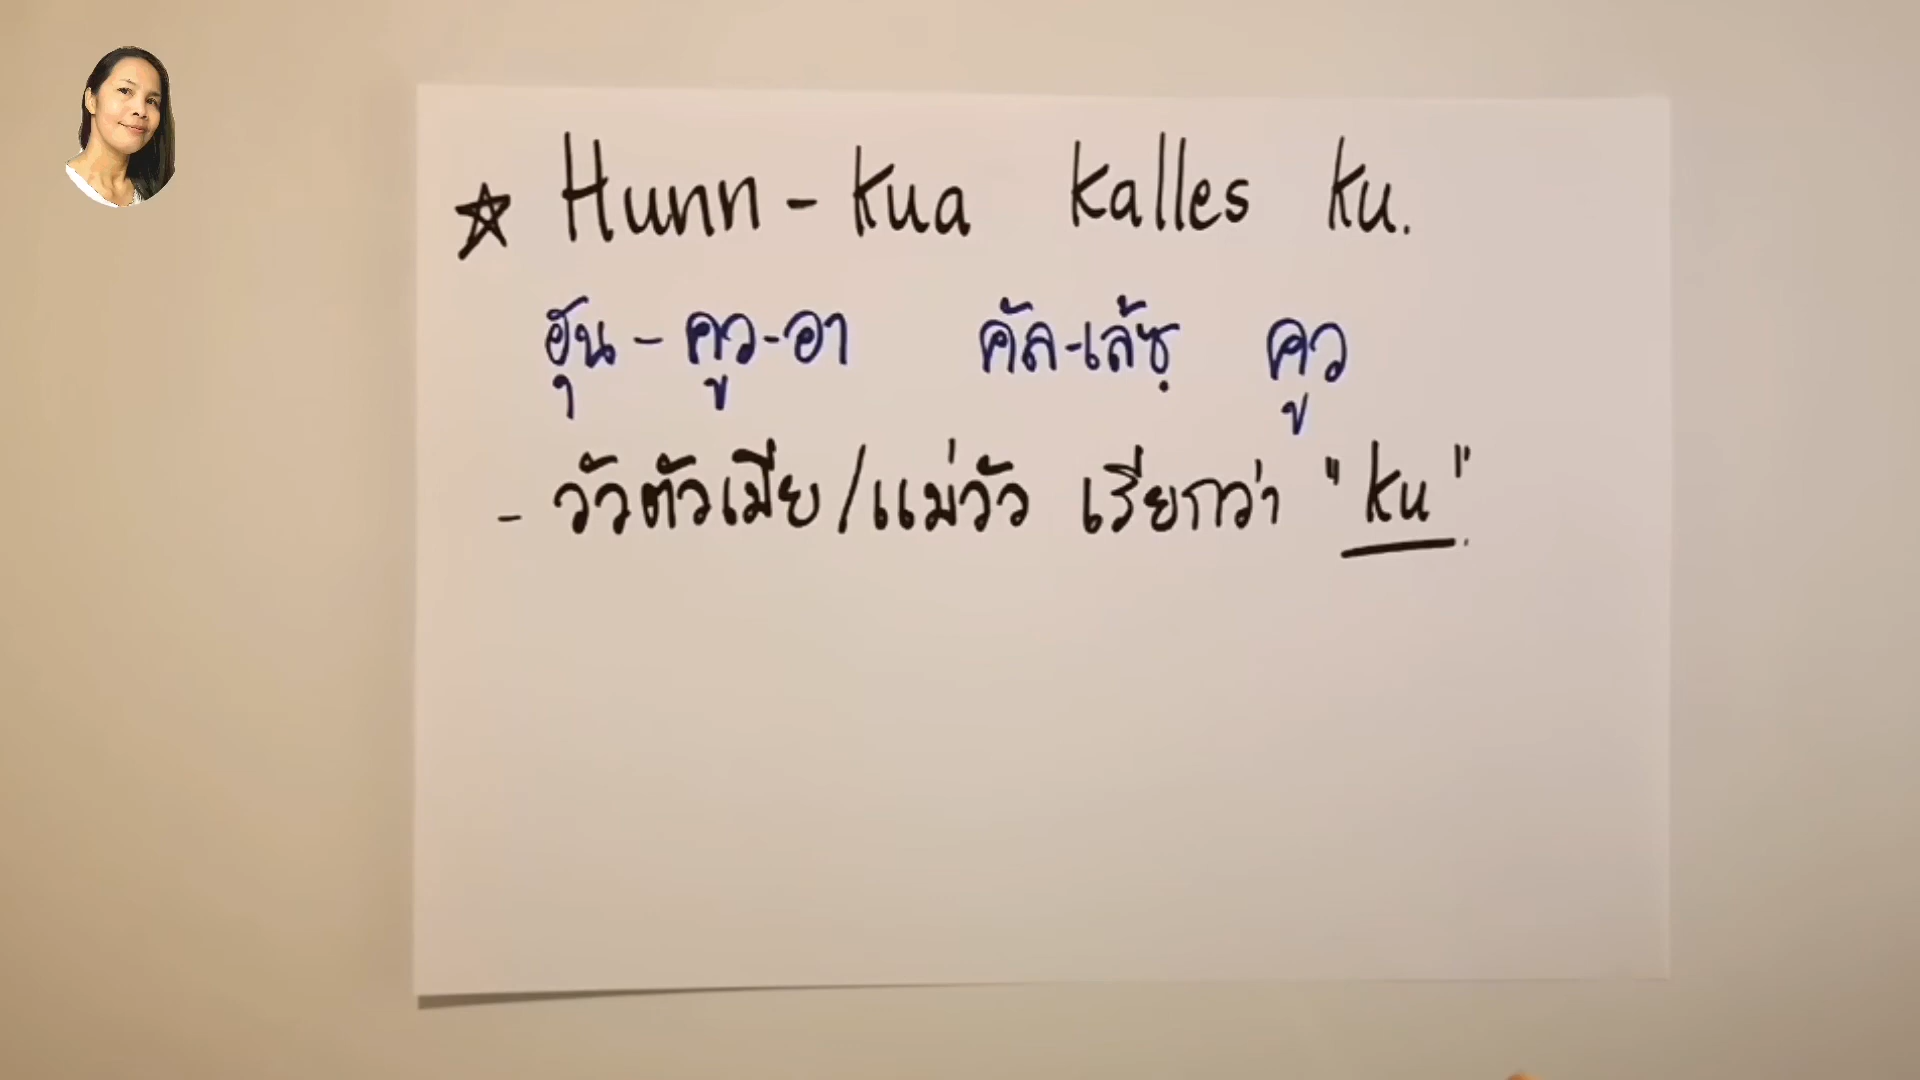 ☆ Hunn - kua kalles ku.
ฮุน - คูว-อา คัล-เล้ซฺ คูว
- วัวตัวเมีย/แม่วัว เรียกว่า "ku".